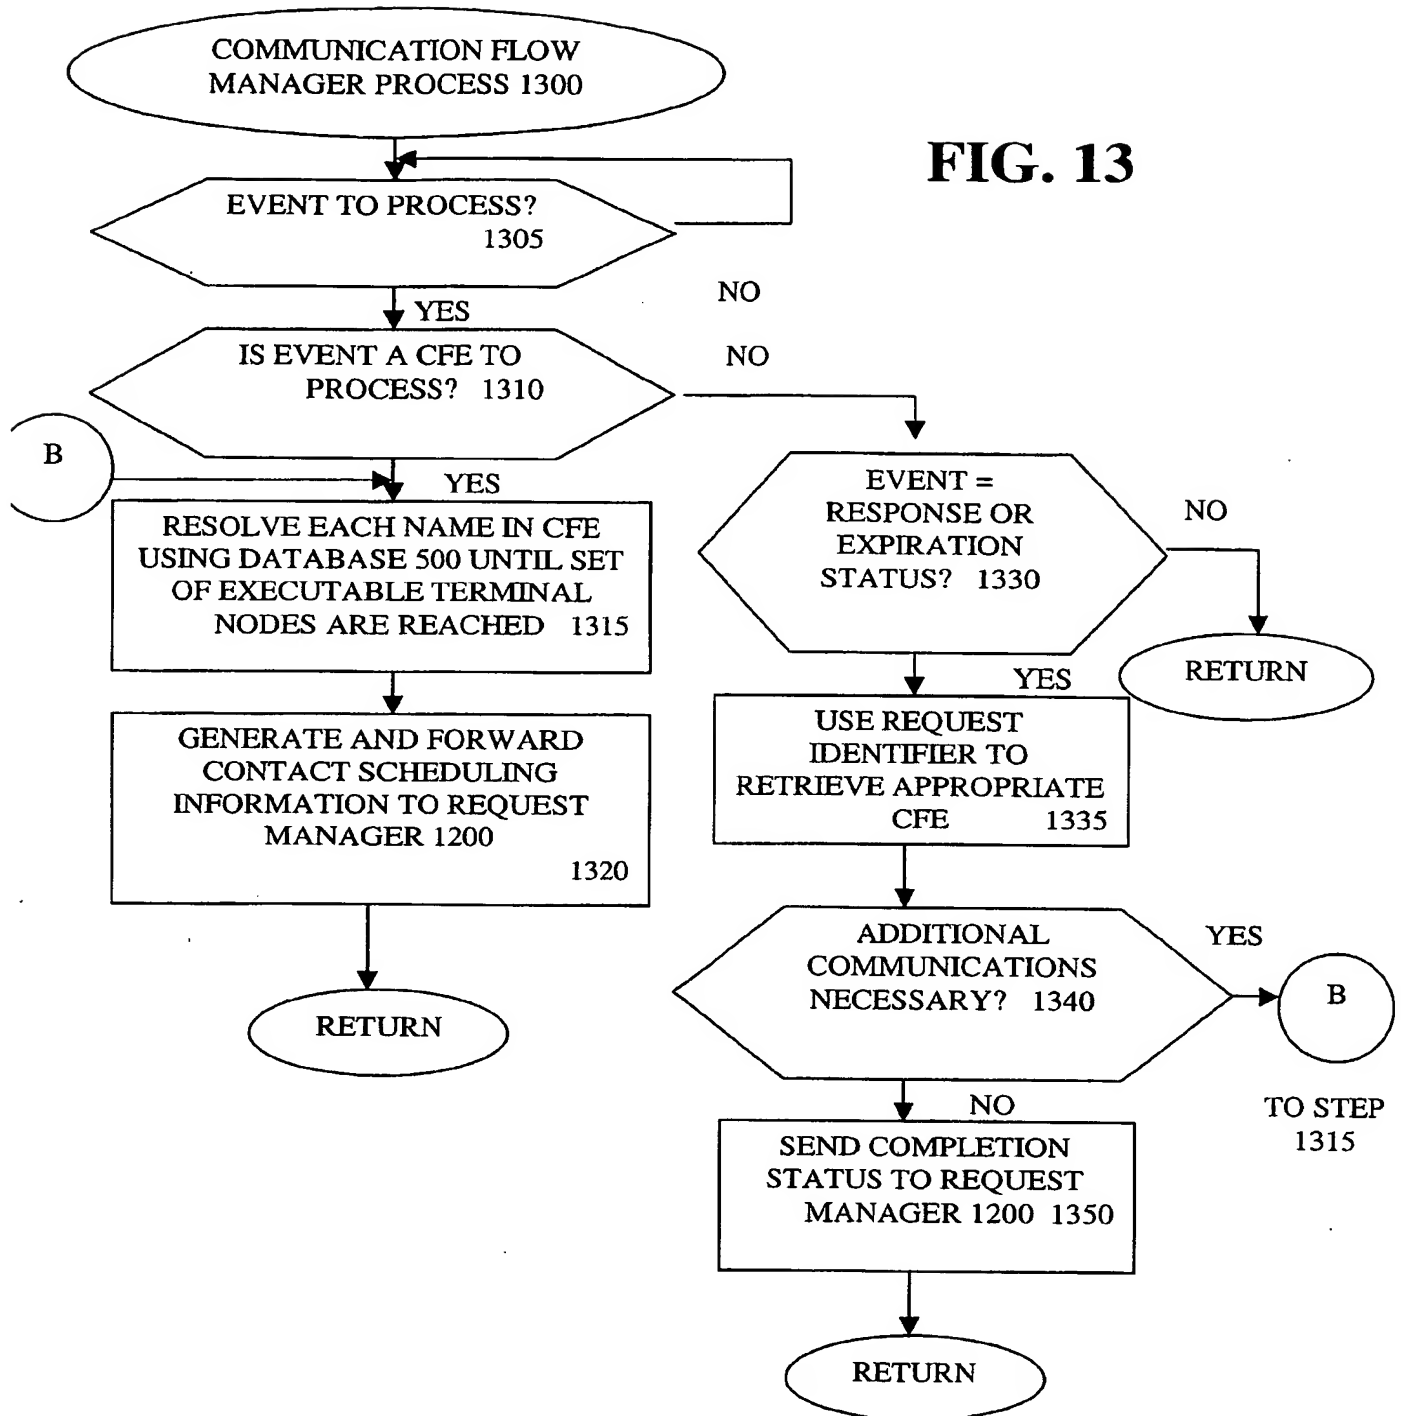 COMMUNICATION FLOW
MANAGER PROCESS 1300
FIG. 13
EVENT TO PROCESS?
1305
NO
YES
IS EVENT A CFE TO
PROCESS? 1310
NO
B
YES
RESOLVE EACH NAME IN CFE
USING DATABASE 500 UNTIL SET
OF EXECUTABLE TERMINAL
NODES ARE REACHED 1315
GENERATE AND FORWARD
CONTACT SCHEDULING
INFORMATION TO REQUEST
MANAGER 1200
1320
RETURN
EVENT =
RESPONSE OR
EXPIRATION
STATUS? 1330
NO
RETURN
YES
USE REQUEST
IDENTIFIER TO
RETRIEVE APPROPRIATE
CFE 1335
ADDITIONAL
COMMUNICATIONS
NECESSARY? 1340
YES
B
TO STEP
1315
NO
SEND COMPLETION
STATUS TO REQUEST
MANAGER 1200 1350
RETURN